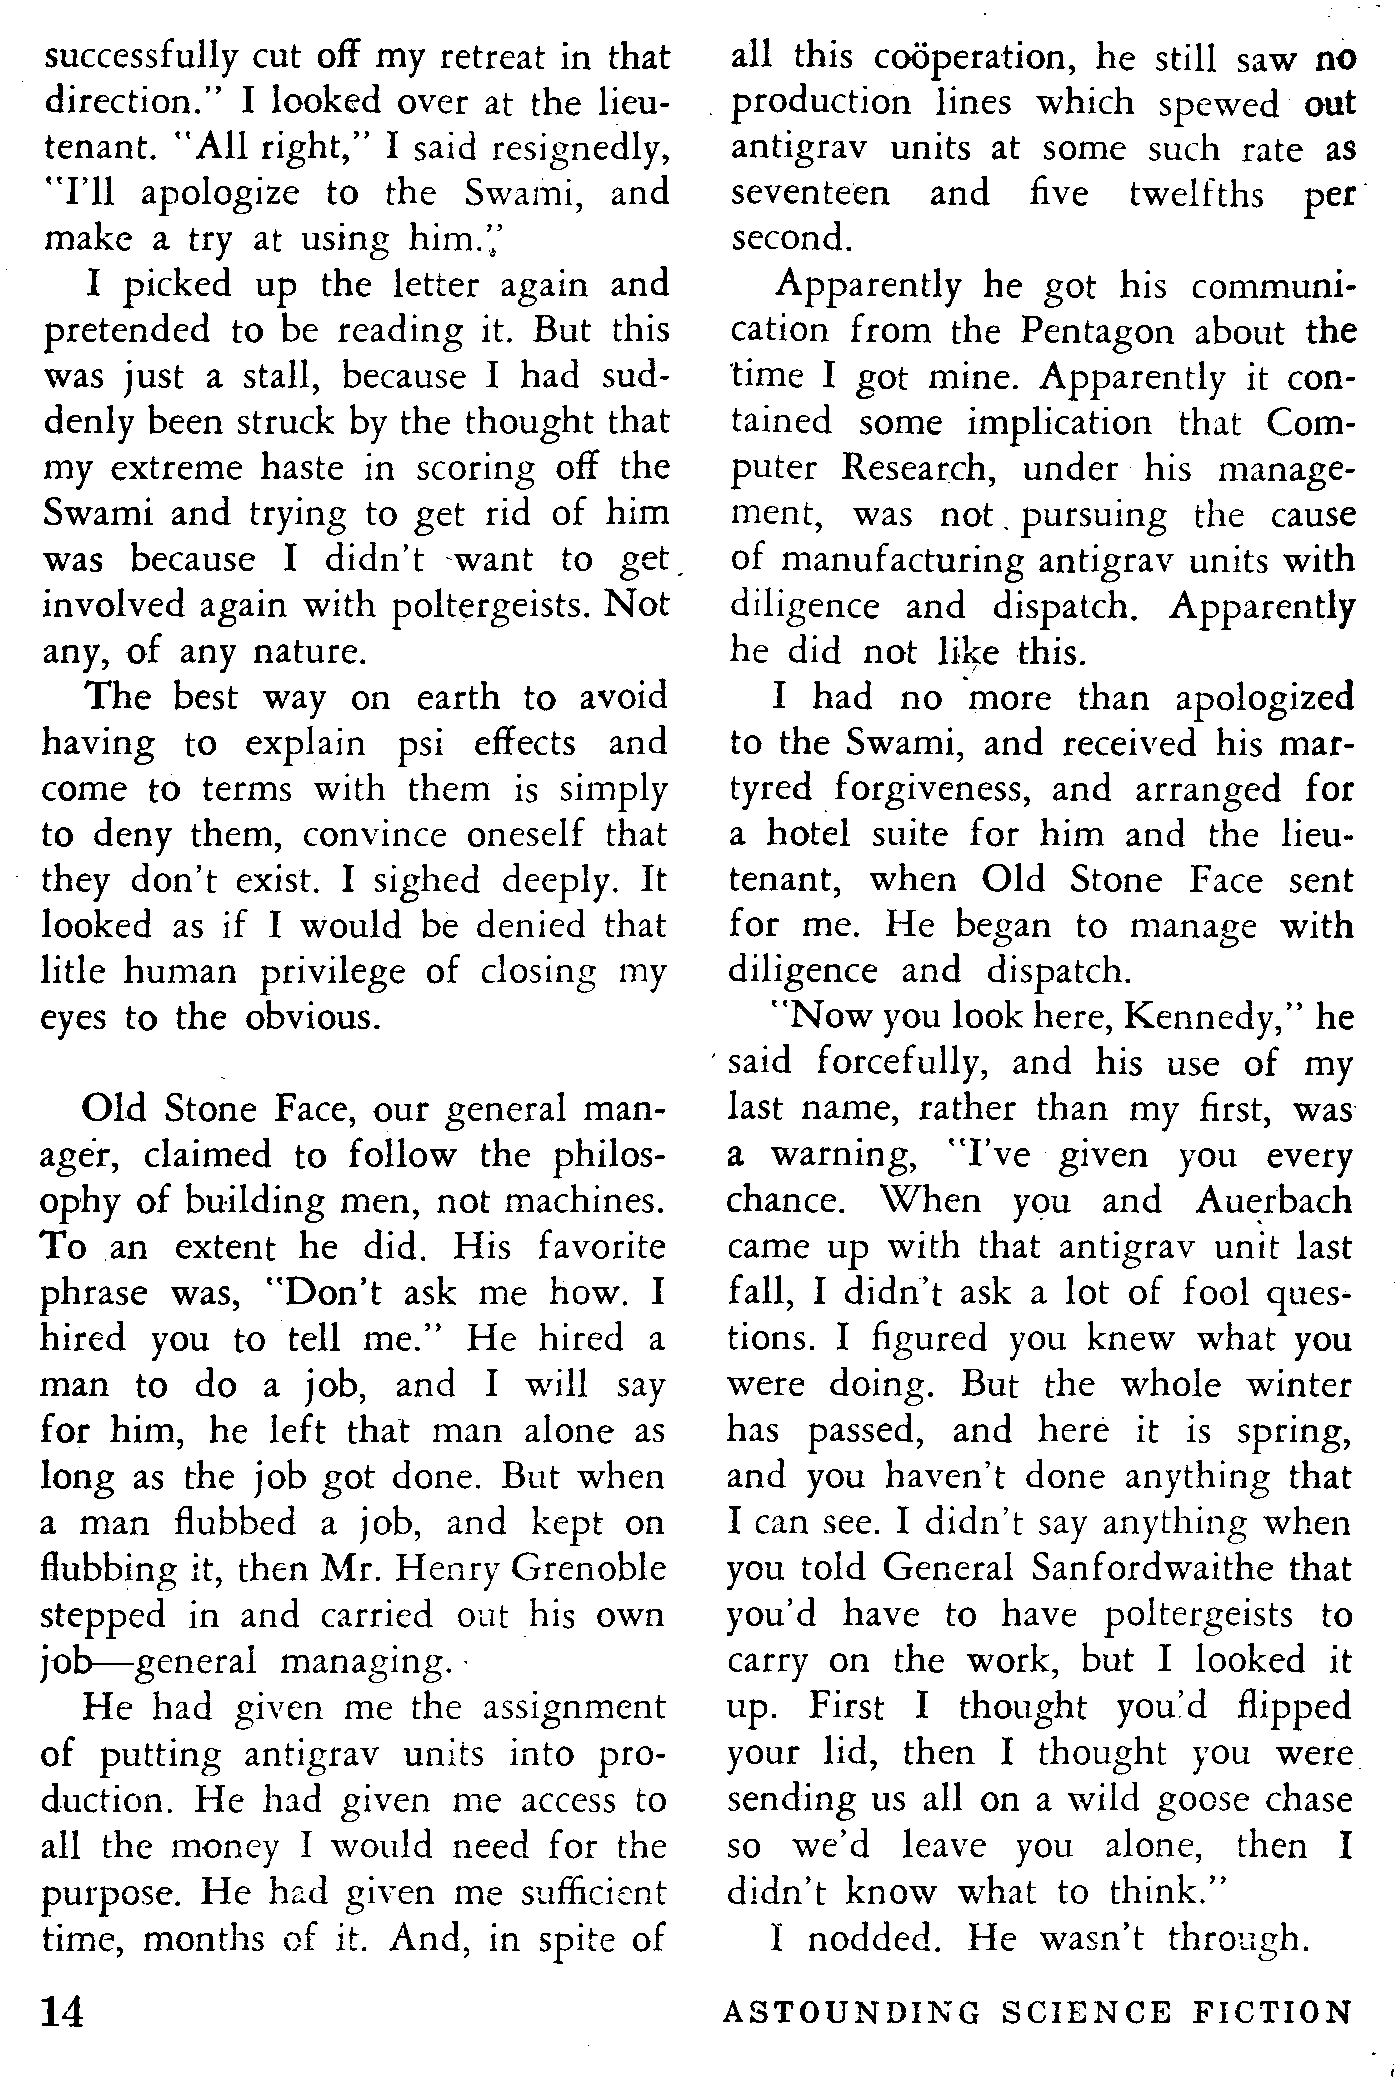 successfully cut off my retreat in that
direction." I looked over at the lieu-
tenant. "All right," I said resignedly,
"I'll apologize to the Swami, and
make a try at using him."
I picked up the letter again and
pretended to be reading it. But this
was just a stall, because I had sud-
denly been struck by the thought that
my extreme haste in scoring off the
Swami and trying to get rid of him
was because I didn't want to get
involved again with poltergeists. Not
any, of any nature.
The best way on earth to avoid
having to explain psi effects and
come to terms with them is simply
to deny them, convince oneself that
they don't exist. I sighed deeply. It
looked as if I would be denied that
litle human privilege of closing my
eyes to the obvious.
Old Stone Face, our general man-
ager, claimed to follow the philos-
ophy of building men, not machines.
To an extent he did. His favorite
phrase was, "Don't ask me how. I
hired you to tell me." He hired a
man to do a job, and I will say
for him, he left that man alone as
long as the job got done. But when
a man flubbed a job, and kept on
flubbing it, then Mr. Henry Grenoble
stepped in and carried out his own
job—general managing.
He had given me the assignment
of putting antigrav units into pro-
duction. He had given me access to
all the money I would need for the
purpose. He had given me sufficient
time, months of it. And, in spite of
all this coöperation, he still saw no
production lines which spewed out
antigrav units at some such rate as
seventeen and five twelfths per
second.
Apparently he got his communi-
cation from the Pentagon about the
time I got mine. Apparently it con-
tained some implication that Com-
puter Research, under his manage-
ment, was not pursuing the cause
of manufacturing antigrav units with
diligence and dispatch. Apparently
he did not like this.
I had no more than apologized
to the Swami, and received his mar-
tyred forgiveness, and arranged for
a hotel suite for him and the lieu-
tenant, when Old Stone Face sent
for me. He began to manage with
diligence and dispatch.
"Now you look here, Kennedy," he
said forcefully, and his use of my
last name, rather than my first, was
a warning, "I've given you every
chance. When you and Auerbach
came up with that antigrav unit last
fall, I didn't ask a lot of fool ques-
tions. I figured you knew what you
were doing. But the whole winter
has passed, and here it is spring,
and you haven't done anything that
I can see. I didn't say anything when
you told General Sanfordwaithe that
you'd have to have poltergeists to
carry on the work, but I looked it
up. First I thought you'd flipped
your lid, then I thought you were
sending us all on a wild goose chase
so we'd leave you alone, then I
didn't know what to think."
I nodded. He wasn't through.
14
ASTOUNDING SCIENCE FICTION